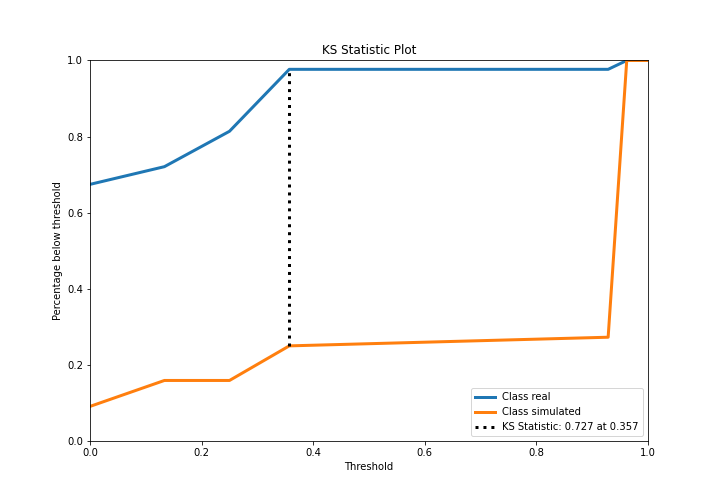 KS Statistic Plot
1.0
0.8
0.6
0.4
0.2
0.0
Percentage below threshold
0.0 0.2 0.4 0.6 0.8 1.0
Threshold
Class real
Class simulated
KS Statistic: 0.727 at 0.357